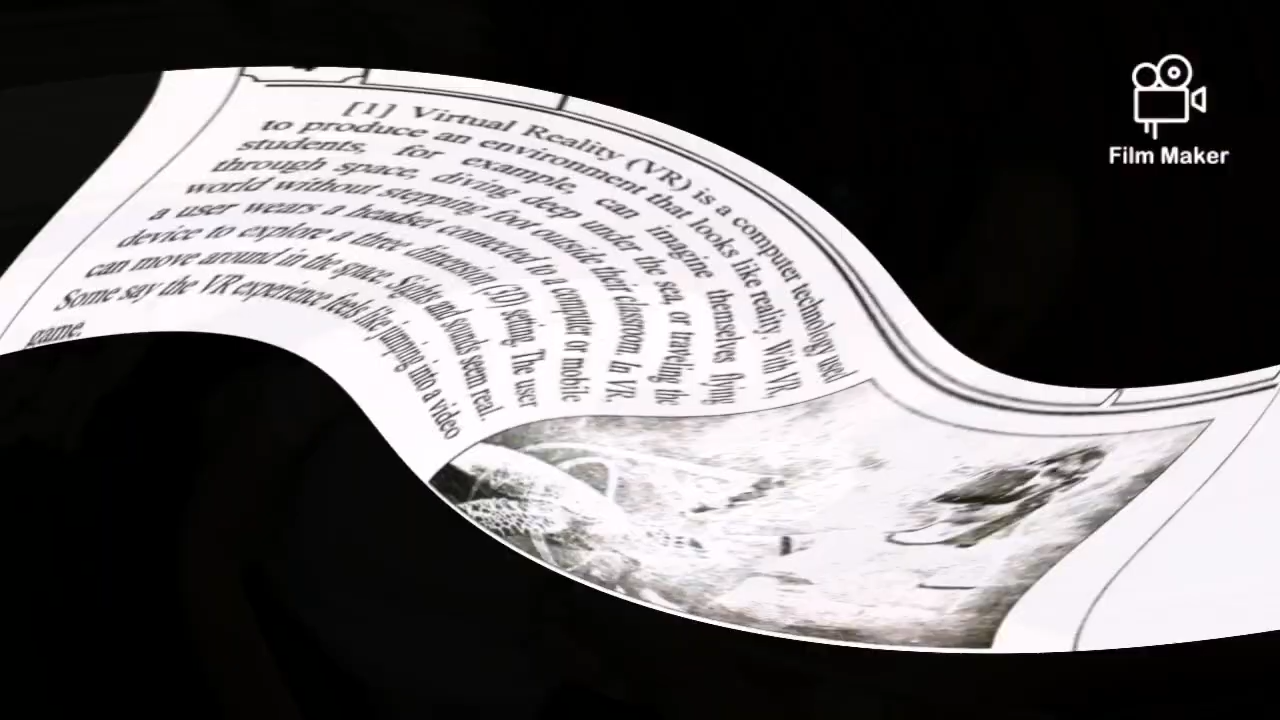 [1] Virtual Reality (VR) is a computer technology used
to produce an environment that looks like reality. With VR,
students, for example, can imagine themselves flying
through space, diving deep under the sea, or traveling the
world without stepping foot outside their classroom. In VR,
a user wears a headset connected to a computer or mobile
device to explore a three dimension (3D) setting. The user
can move around in the space. Sights and sounds seem real.
Some say the VR experience feels like jumping into a video
game.
Film Maker